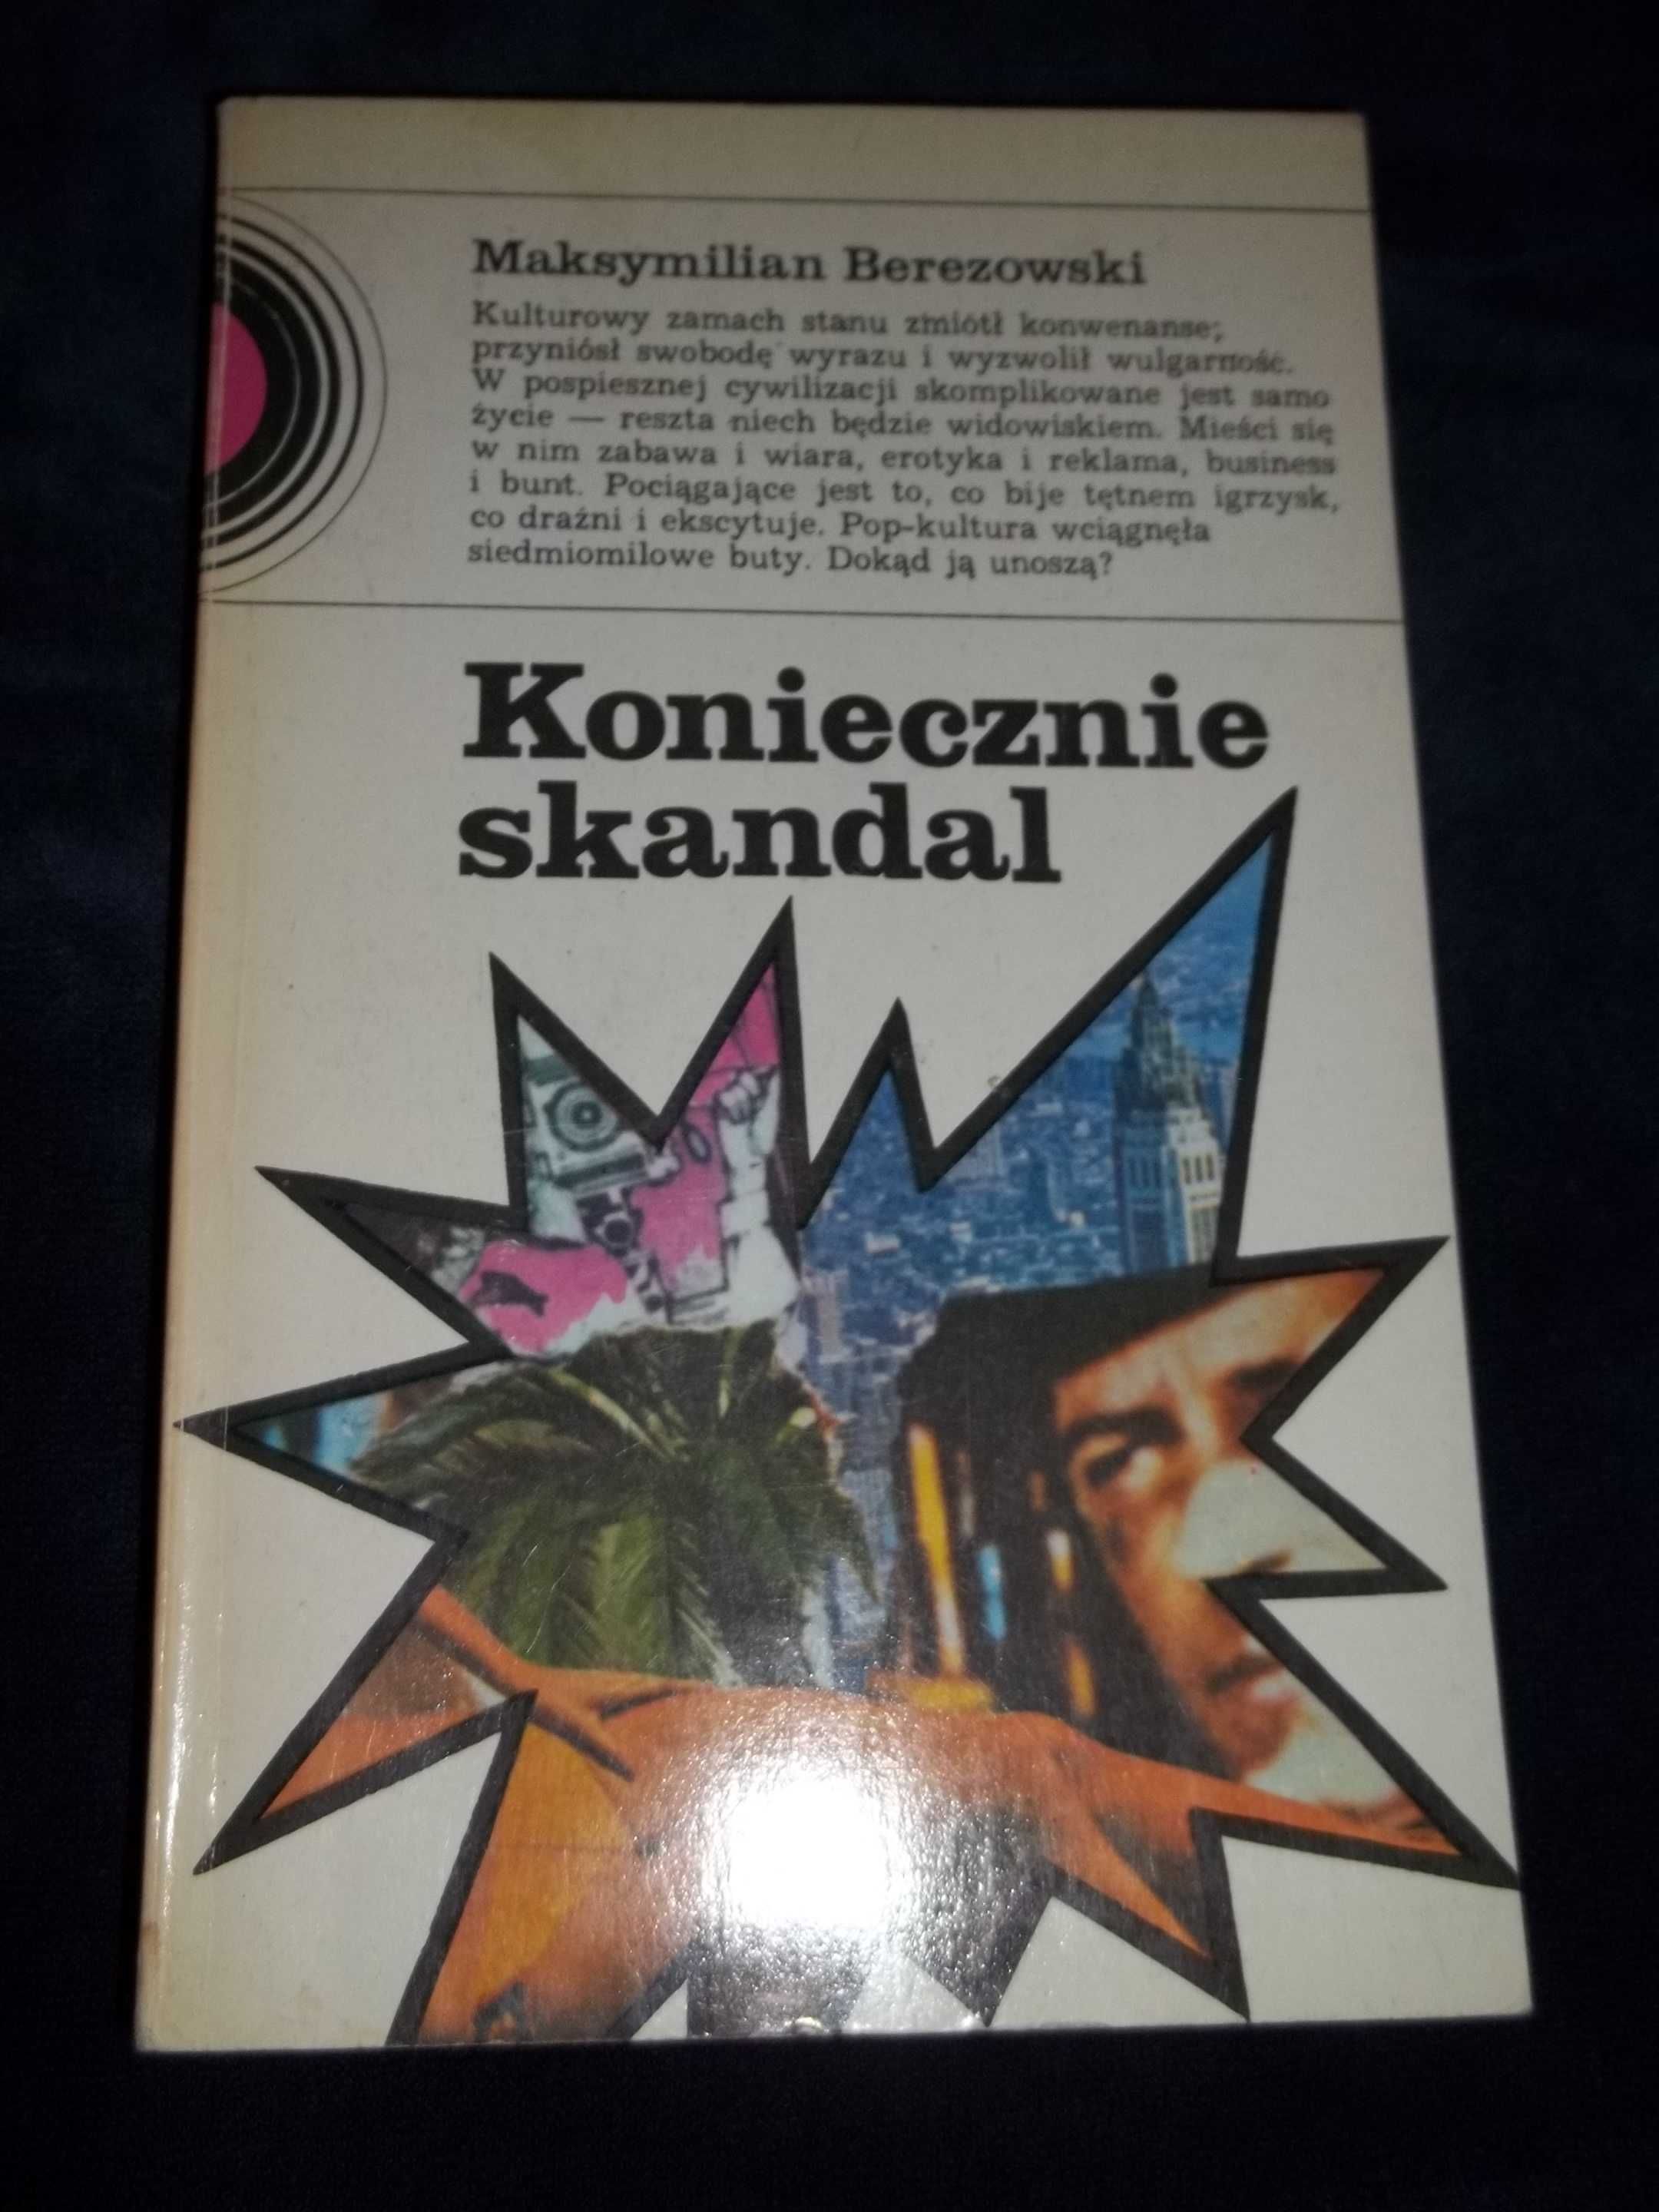 Maksymilian Berezowski
Kulturowy zamach stanu zmiótł konwenanse;
przyniósł swobodę wyrazu i wyzwolił wulgarność.
W pospiesznej cywilizacji skomplikowane jest samo
życie — reszta niech będzie widowiskiem. Mieści się
w nim zabawa i wiara, erotyka i reklama, business
i bunt. Pociągające jest to, co bije tętnem igrzysk,
co drażni i ekscytuje. Pop-kultura wciągnęła
siedmiomilowe buty. Dokąd ją unoszą?
Koniecznie
skandal